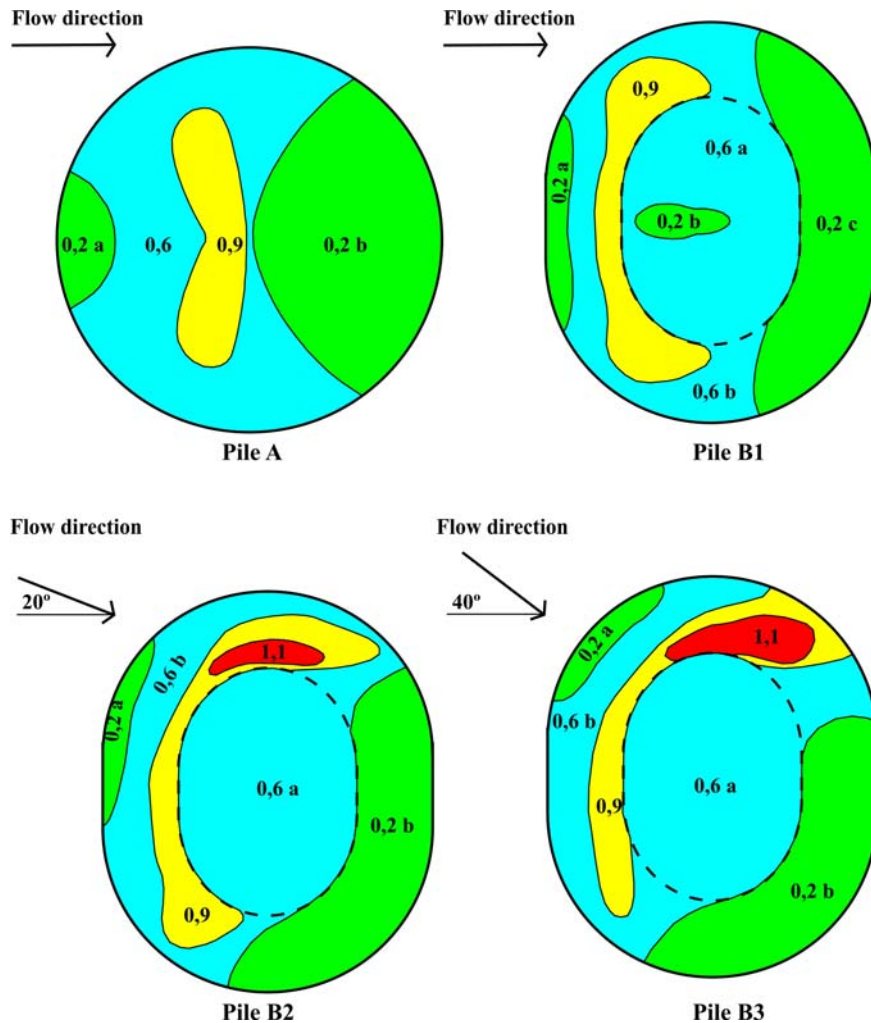 Flow direction
0,2 a
0,6
0,9
0,2 b
Pile A
Flow direction
0,9
0,6 a
0,2 a
0,2 b
0,2 c
0,6 b
Pile B1
Flow direction
20º
1,1
0,6 b
0,2 a
0,6 a
0,2 b
0,9
Pile B2
Flow direction
40º
1,1
0,2 a
0,6 b
0,6 a
0,9
0,2 b
Pile B3